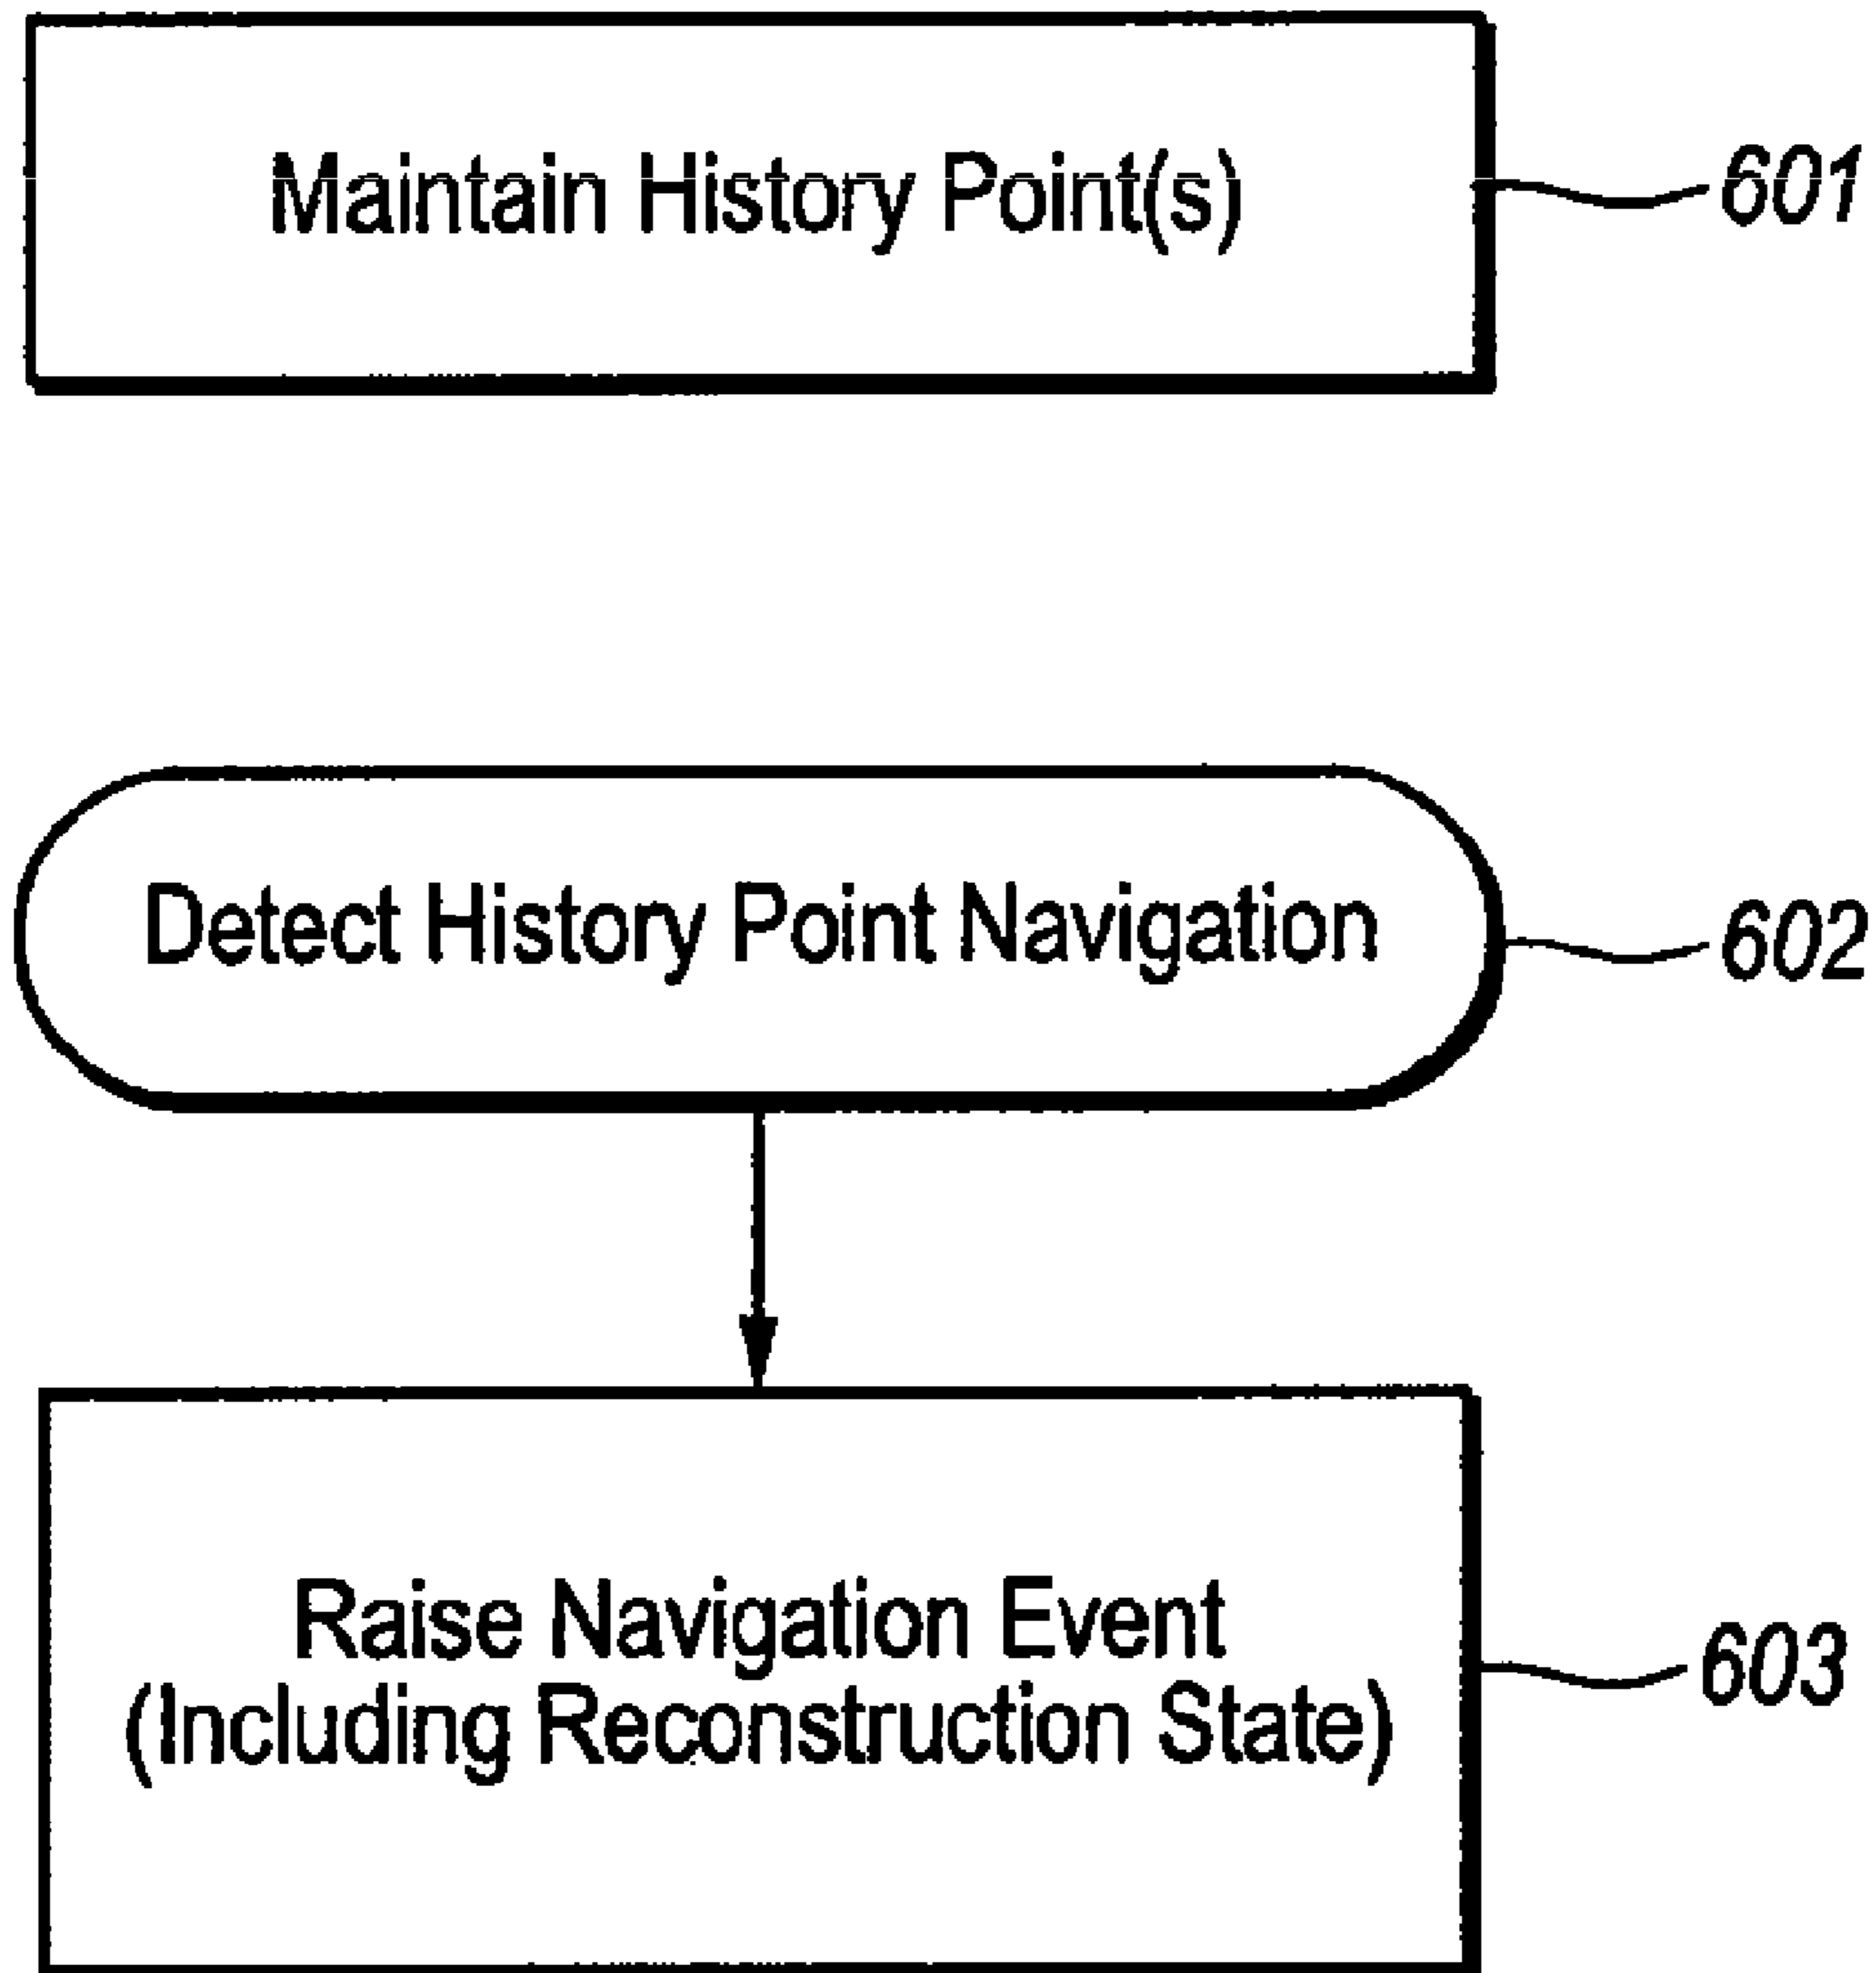 Maintain History Point(s)
601
Detect History Point Navigation
602
Raise Navigation Event
(Including Reconstruction State)
603